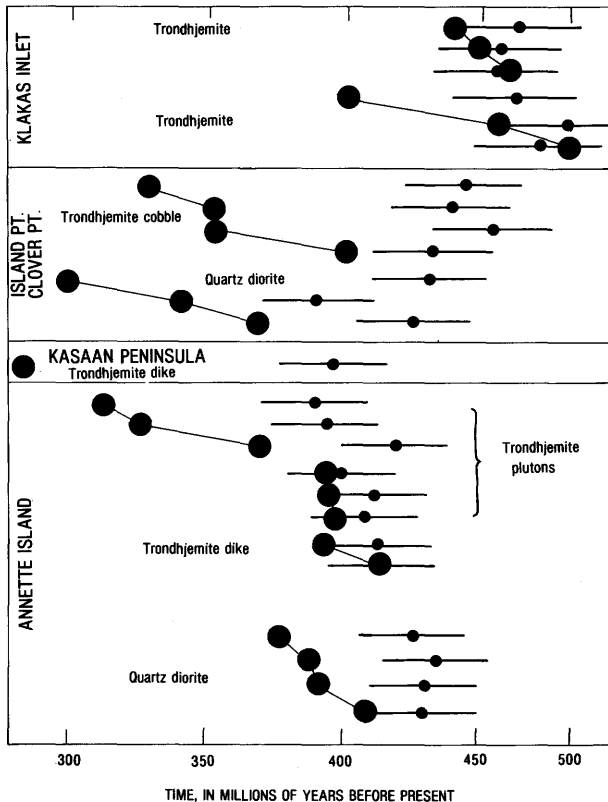 KLAKAS INLET
Trondhjemite
Trondhjemite
ISLAND PT.
CLOVER PT.
Trondhjemite cobble
Quartz diorite
KASAAN PENINSULA
Trondhjemite dike
ANNETTE ISLAND
Trondhjemite
plutons
Trondhjemite dike
Quartz diorite
300 350 400 450 500
TIME, IN MILLIONS OF YEARS BEFORE PRESENT